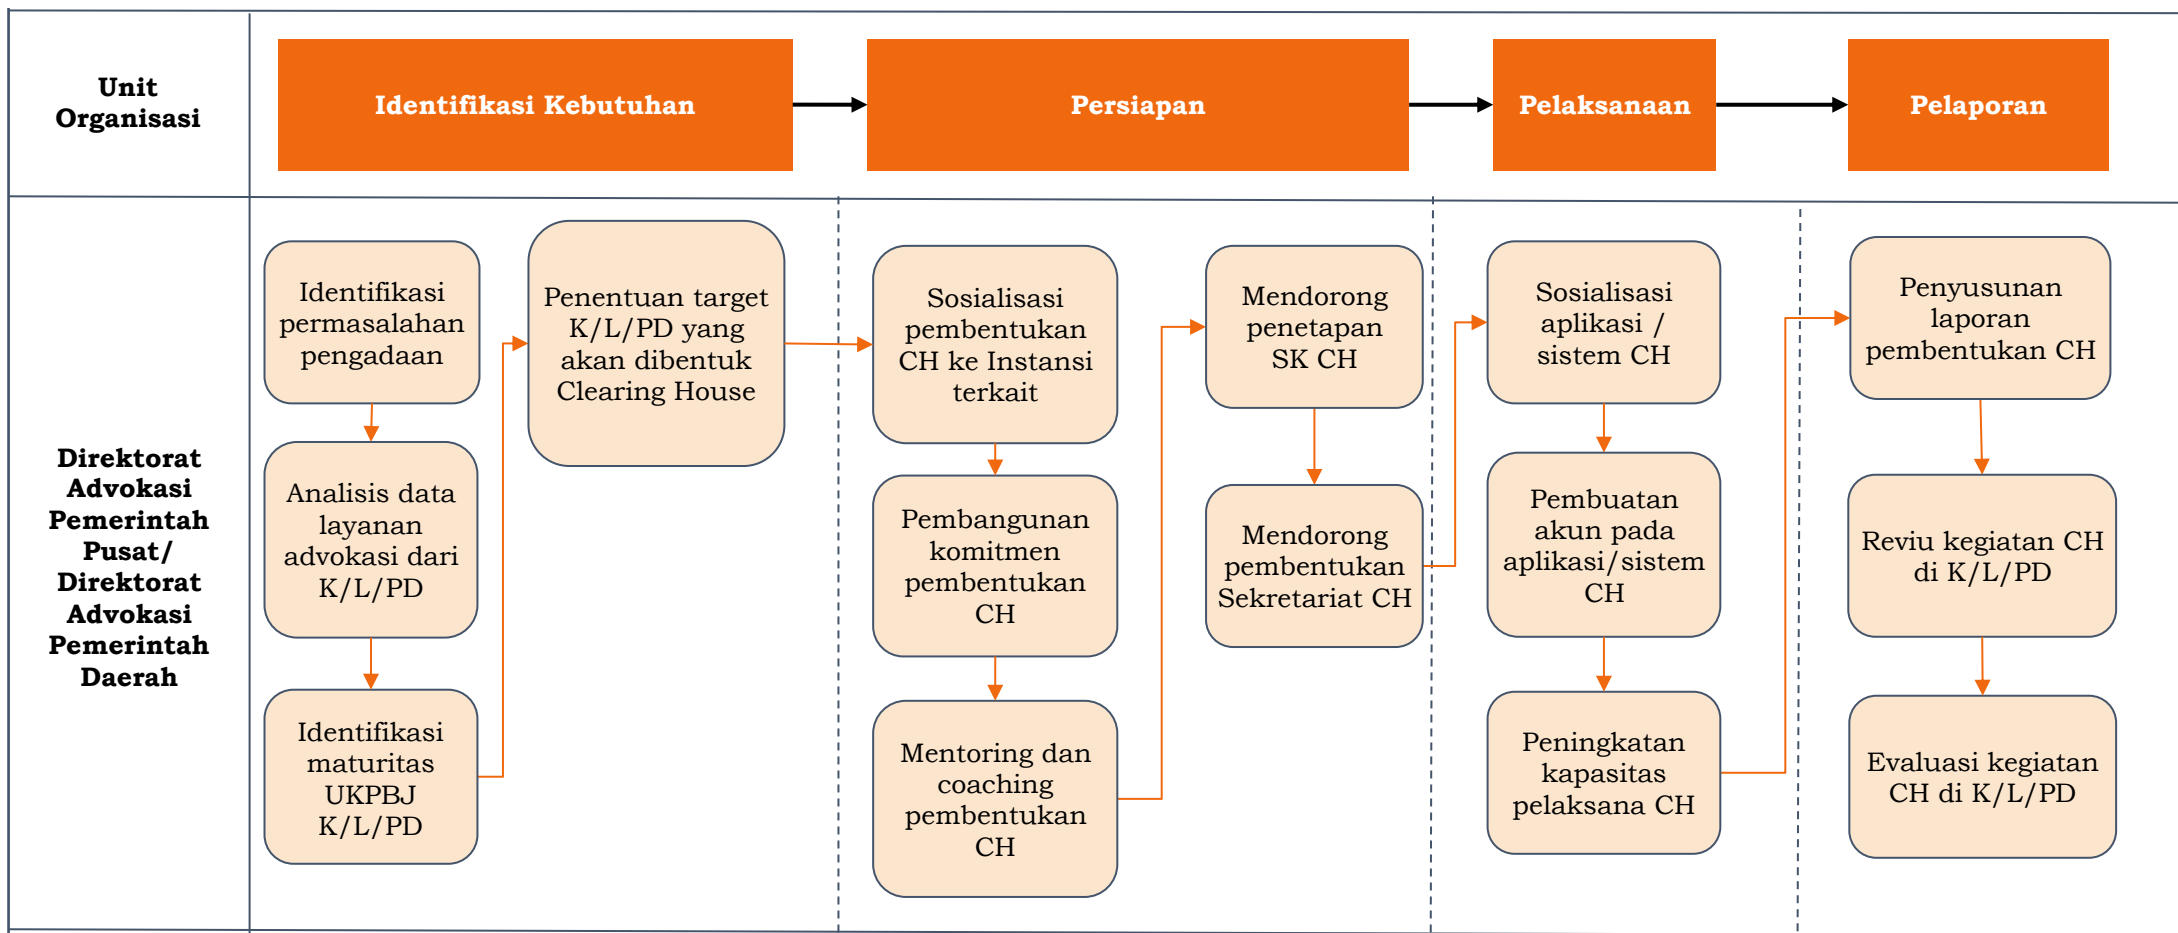 Unit
Organisasi
Identifikasi Kebutuhan
Persiapan
Pelaksanaan
Pelaporan
Direktorat
Advokasi
Pemerintah
Pusat/
Direktorat
Advokasi
Pemerintah
Daerah
Identifikasi
permasalahan
pengadaan
Analisis data
layanan
advokasi dari
K/L/PD
Identifikasi
maturitas
UKPBJ
K/L/PD
Penentuan target
K/L/PD yang
akan dibentuk
Clearing House
Sosialisasi
pembentukan
CH ke Instansi
terkait
Pembangunan
komitmen
pembentukan
CH
Mentoring dan
coaching
pembentukan
CH
Mendorong
penetapan
SK CH
Mendorong
pembentukan
Sekretariat CH
Sosialisasi
aplikasi /
sistem CH
Pembuatan
akun pada
aplikasi/sistem
CH
Peningkatan
kapasitas
pelaksana CH
Penyusunan
laporan
pembentukan CH
Reviu kegiatan CH
di K/L/PD
Evaluasi kegiatan
CH di K/L/PD